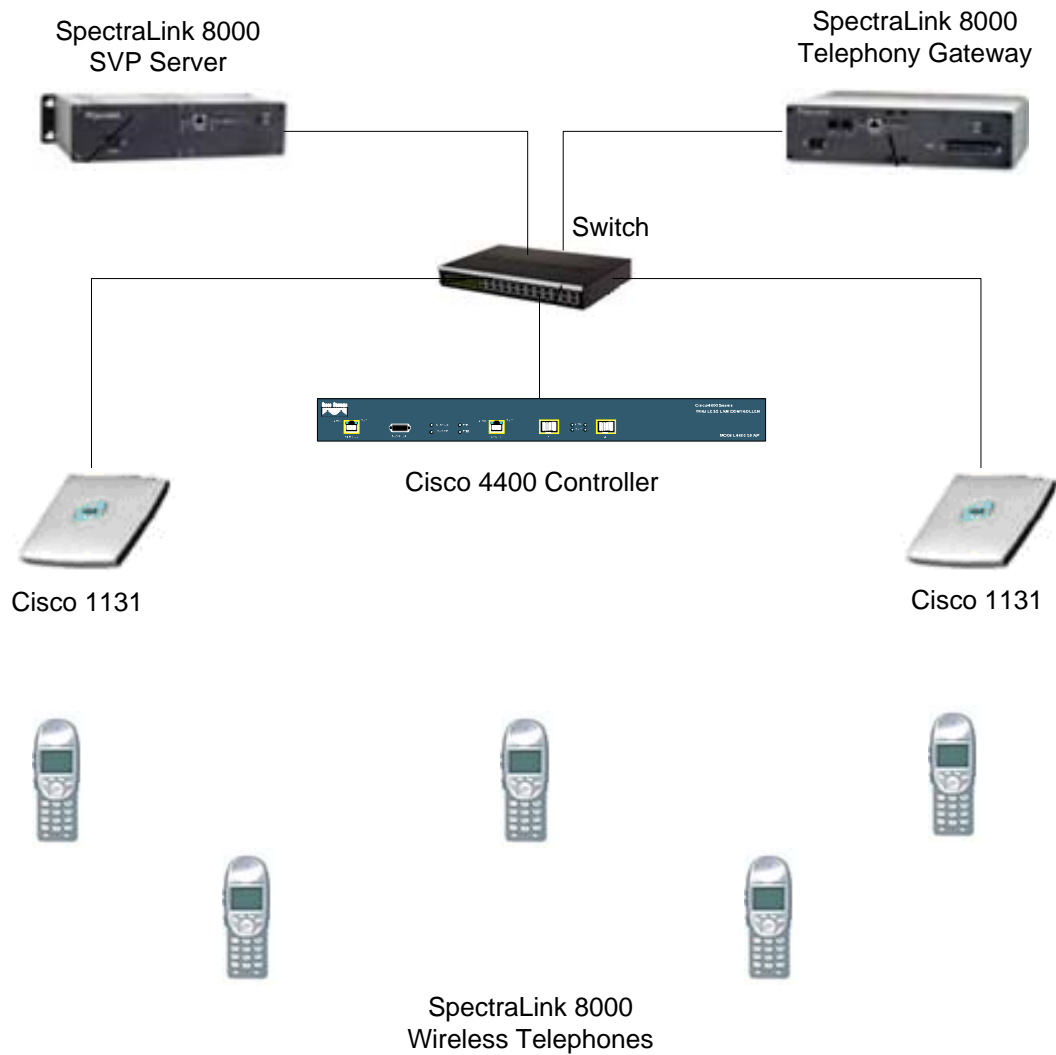 SpectraLink 8000
SVP Server
SpectraLink 8000
Telephony Gateway
Switch
Cisco 4400 Controller
Cisco 1131
Cisco 1131
SpectraLink 8000
Wireless Telephones